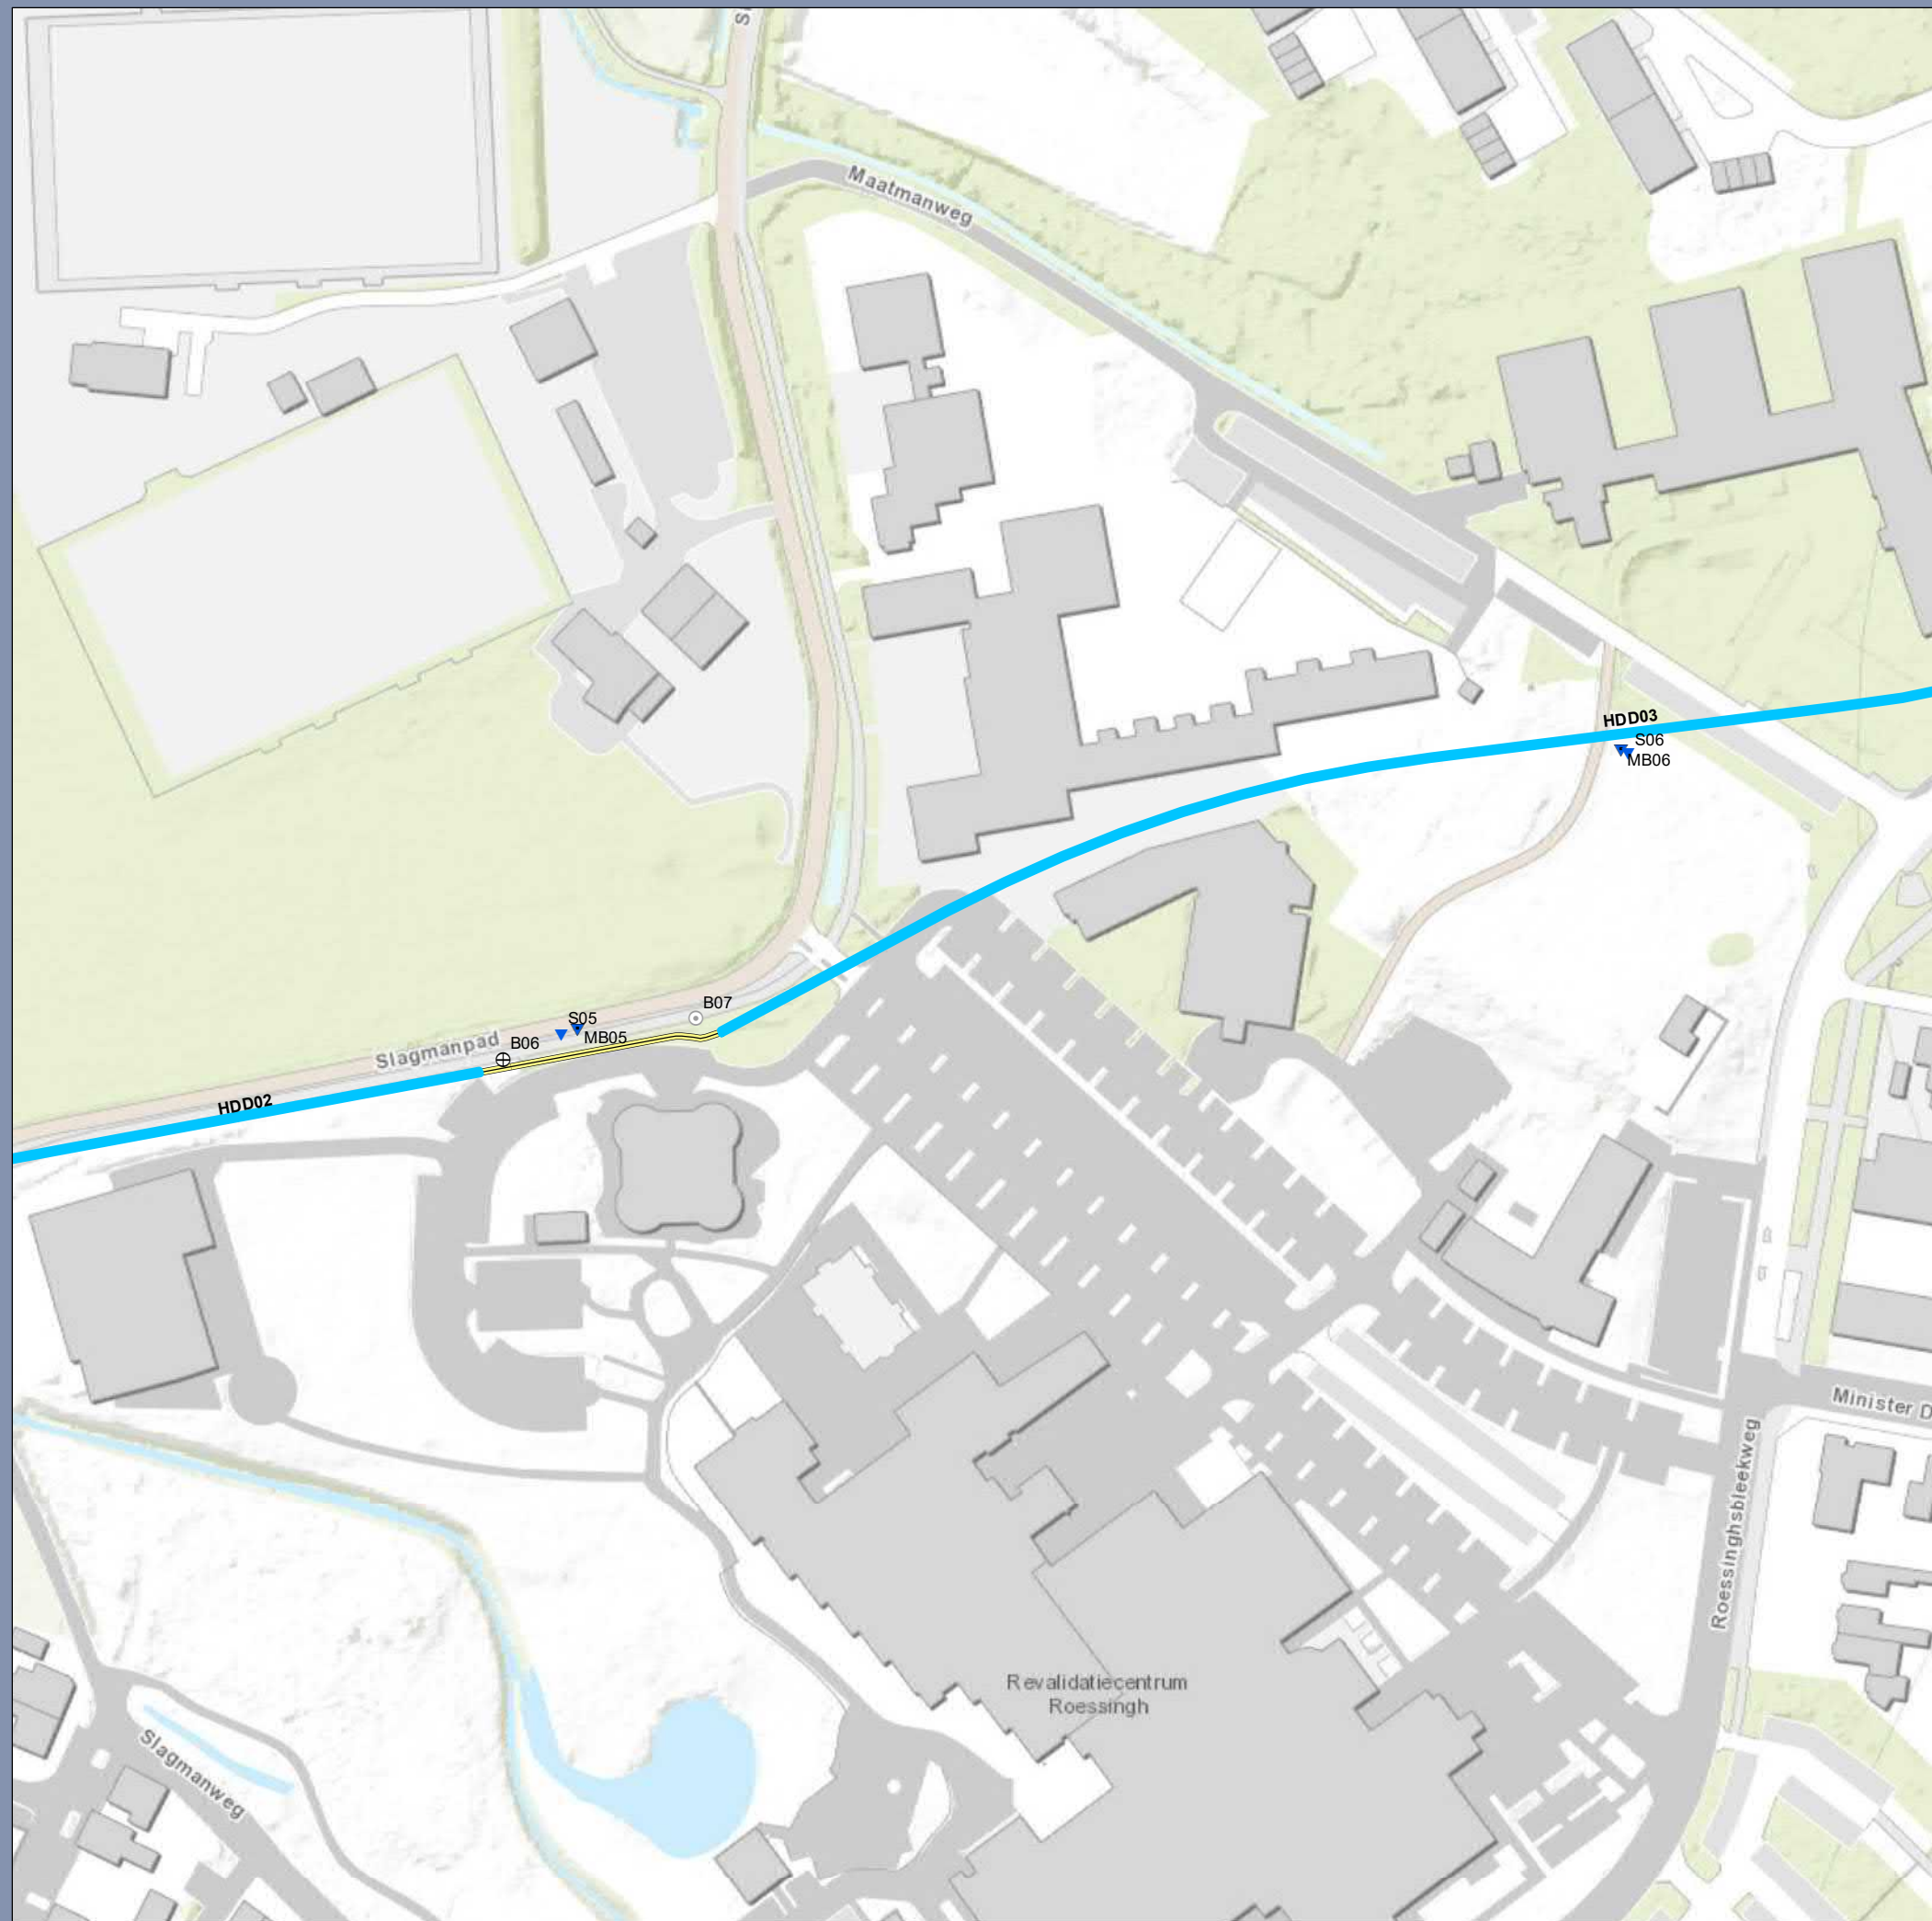 Maatmanweg
HDD03
S06
MB06
B07
S05
MB05
B06
Slagmanpad
HDD02
Minister D
Roessinghsbleekweg
Revalidatiecentrum
Roessingh
Slagmanweg